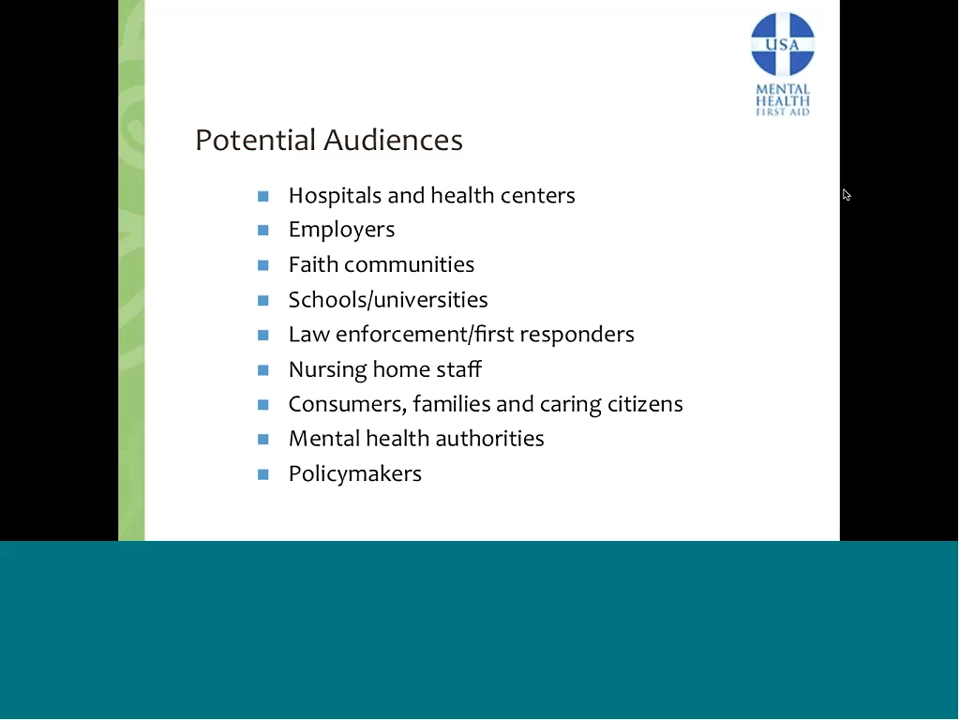 USA
MENTAL
HEALTH
FIRST AID
Potential Audiences
Hospitals and health centers
Employers
Faith communities
Schools/universities
Law enforcement/first responders
Nursing home staff
Consumers, families and caring citizens
Mental health authorities
Policymakers